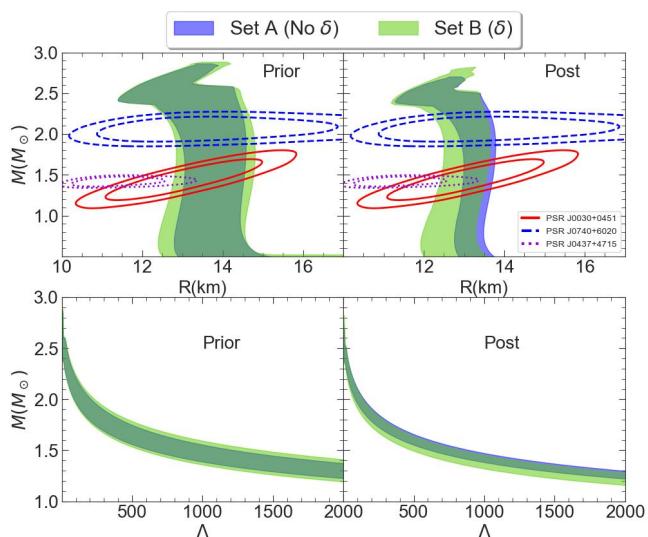 Set A (No δ) Set B (δ)
Prior Post
M(M⊙)
3.0
2.5
2.0
1.5
1.0
PSR J0030+0451
PSR J0740+6020
PSR J0437+4715
10 12 14 16 10 12 14 16
R(km) R(km)
Prior Post
M(M⊙)
3.0
2.5
2.0
1.5
1.0
500 1000 1500 2000 500 1000 1500 2000
Λ Λ